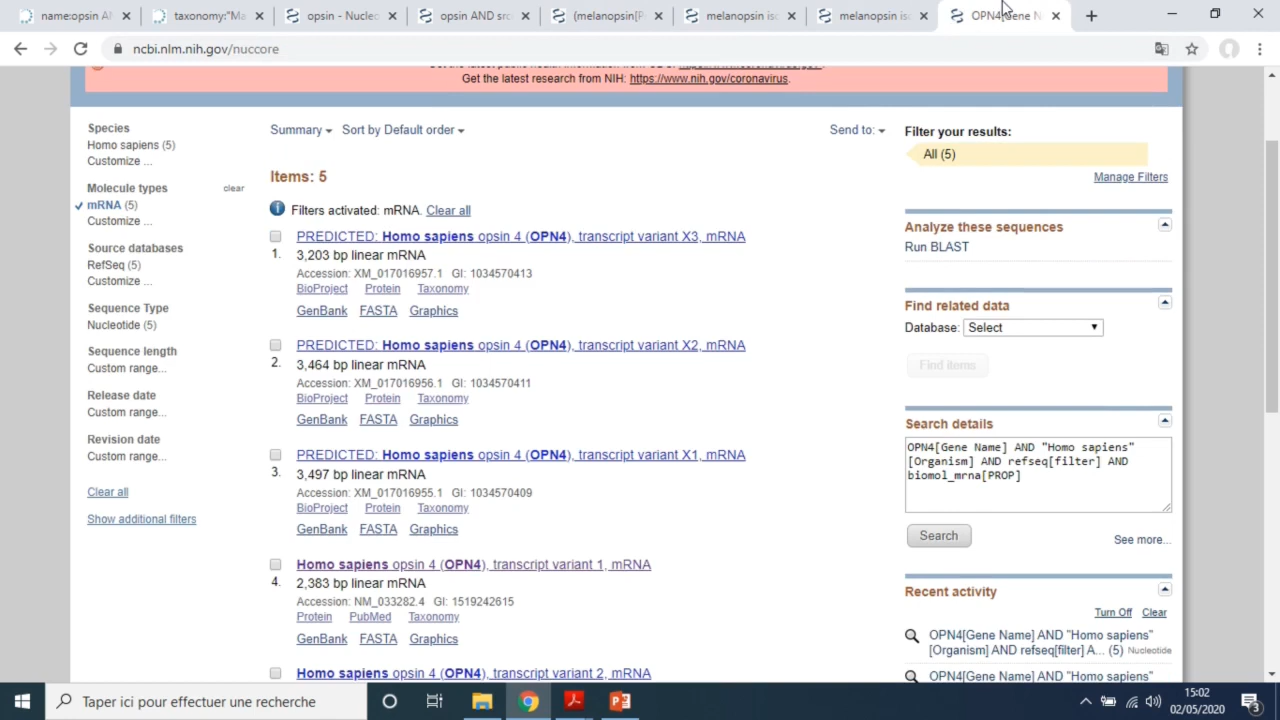 name:opsin A
taxonomy:"Ma
opsin - Nucleo
opsin AND src
(melanopsin[P
melanopsin iso
melanopsin iso
OPN4[Gene N
ncbi.nlm.nih.gov/nuccore
Get the latest research from NIH: https://www.nih.gov/coronavirus.
Species
Homo sapiens (5)
Customize ...
Molecule types
clear
mRNA (5)
Customize ...
Source databases
RefSeq (5)
Customize ...
Sequence Type
Nucleotide (5)
Sequence length
Custom range...
Release date
Custom range...
Revision date
Custom range...
Clear all
Show additional filters
Summary Sort by Default order
Send to:
Items: 5
Filters activated: mRNA. Clear all
PREDICTED: Homo sapiens opsin 4 (OPN4), transcript variant X3, mRNA
1. 3,203 bp linear mRNA
Accession: XM_017016957.1 GI: 1034570413
BioProject Protein Taxonomy
GenBank FASTA Graphics
PREDICTED: Homo sapiens opsin 4 (OPN4), transcript variant X2, mRNA
2. 3,464 bp linear mRNA
Accession: XM_017016956.1 GI: 1034570411
BioProject Protein Taxonomy
GenBank FASTA Graphics
PREDICTED: Homo sapiens opsin 4 (OPN4), transcript variant X1, mRNA
3. 3,497 bp linear mRNA
Accession: XM_017016955.1 GI: 1034570409
BioProject Protein Taxonomy
GenBank FASTA Graphics
Homo sapiens opsin 4 (OPN4), transcript variant 1, mRNA
4. 2,383 bp linear mRNA
Accession: NM_033282.4 GI: 1519242615
Protein PubMed Taxonomy
GenBank FASTA Graphics
Homo sapiens opsin 4 (OPN4), transcript variant 2, mRNA
Filter your results:
All (5)
Manage Filters
Analyze these sequences
Run BLAST
Find related data
Database: Select
Find items
Search details
OPN4[Gene Name] AND "Homo sapiens"
[Organism] AND refseq[filter] AND
biomol_mrna[PROP]
Search
See more...
Recent activity
Turn Off Clear
OPN4[Gene Name] AND "Homo sapiens"
[Organism] AND refseq[filter] A... (5) Nucleotide
OPN4[Gene Name] AND "Homo sapiens"
Taper ici pour effectuer une recherche
15:02
02/05/2020
3